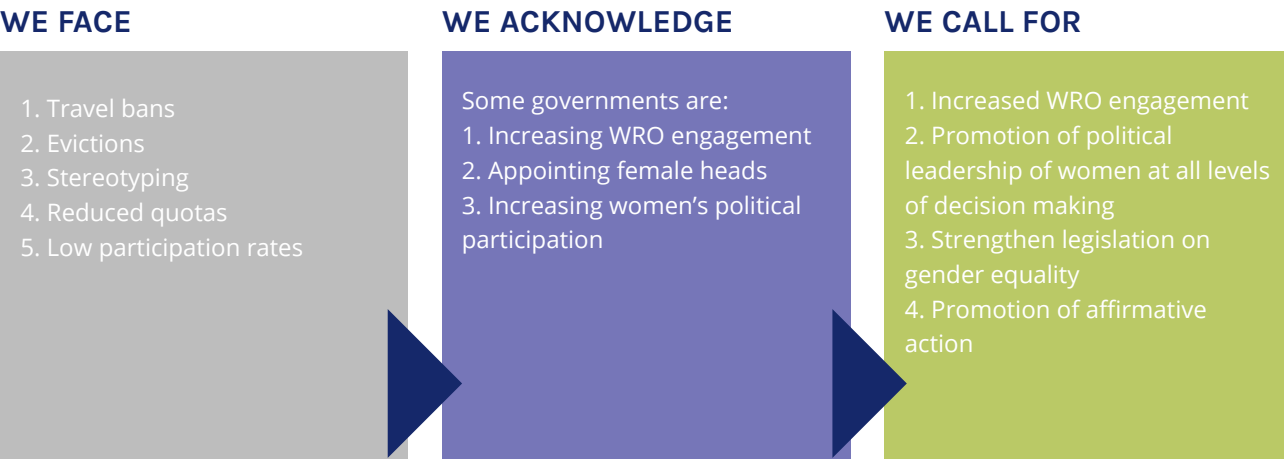 WE FACE
1. Travel bans
2. Evictions
3. Stereotyping
4. Reduced quotas
5. Low participation rates
WE ACKNOWLEDGE
Some governments are:
1. Increasing WRO engagement
2. Appointing female heads
3. Increasing women’s political
participation
WE CALL FOR
1. Increased WRO engagement
2. Promotion of political
leadership of women at all levels
of decision making
3. Strengthen legislation on
gender equality
4. Promotion of affirmative
action